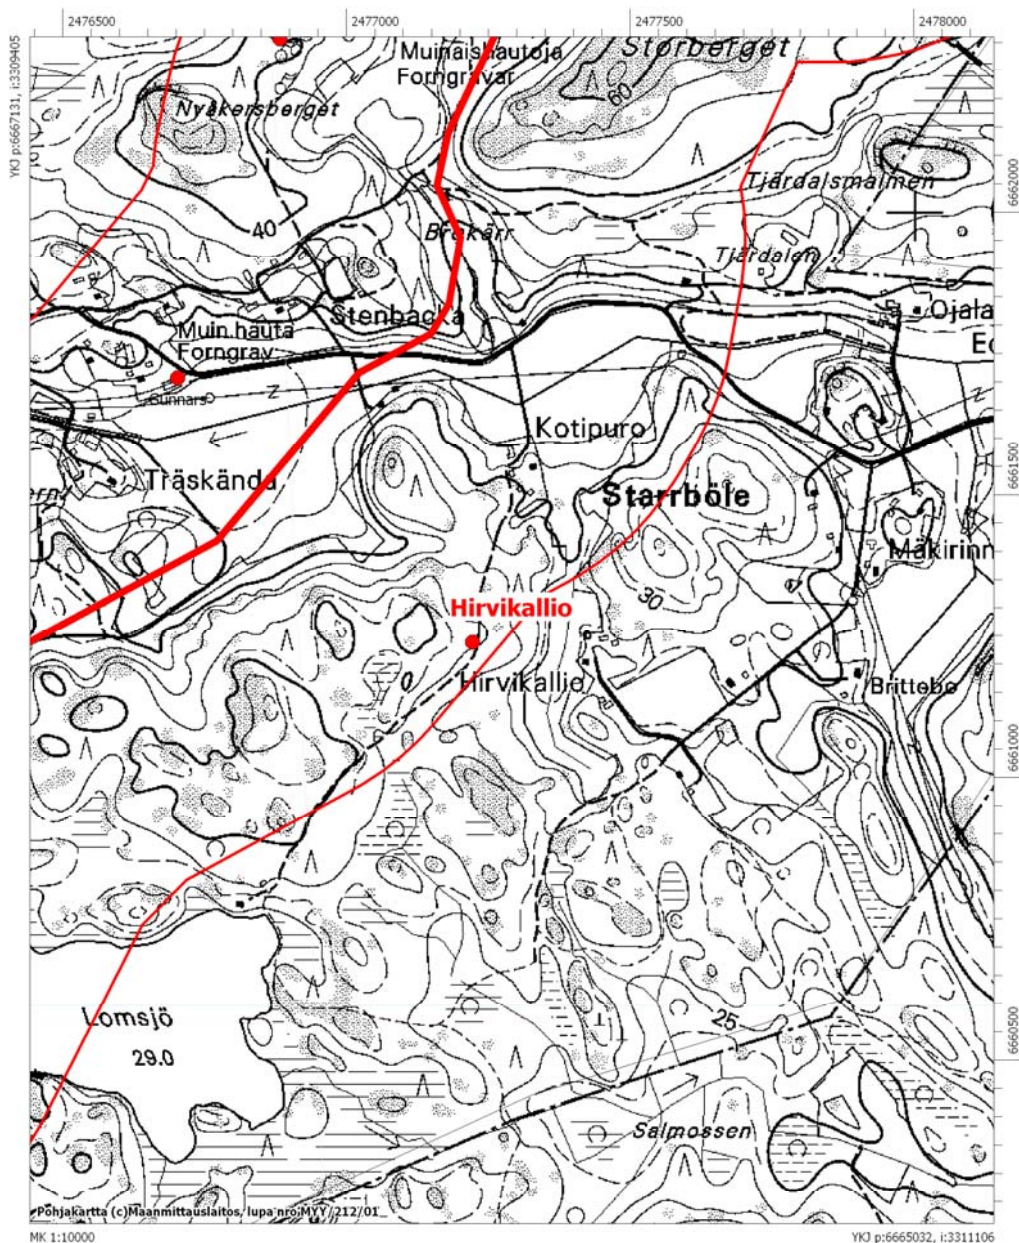 2476500
2477000
2477500
2478000
YKJ p:6667131, i:3309405
Muinaishautoja
Forngravar
Storberget
60
Nyåkersberget
Tjärdalsmalmen
6662000
40
Brokärr
Tjärdalen
Stenbacka
Ojala
Muin.hauta
Forngrav
Gunnars
Z
Z
Kotipuro
Träskända
Starrböle
6661500
Mäkirinn
30
Hirvikallio
Hirvikallio
Brittebo
6661000
Lomsjö
29.0
25
6660500
Salmossen
Pohjakartta (c)Maanmittauslaitos, lupa nro MYY/212/01
MK 1:10000
YKJ p:6665032, i:3311106